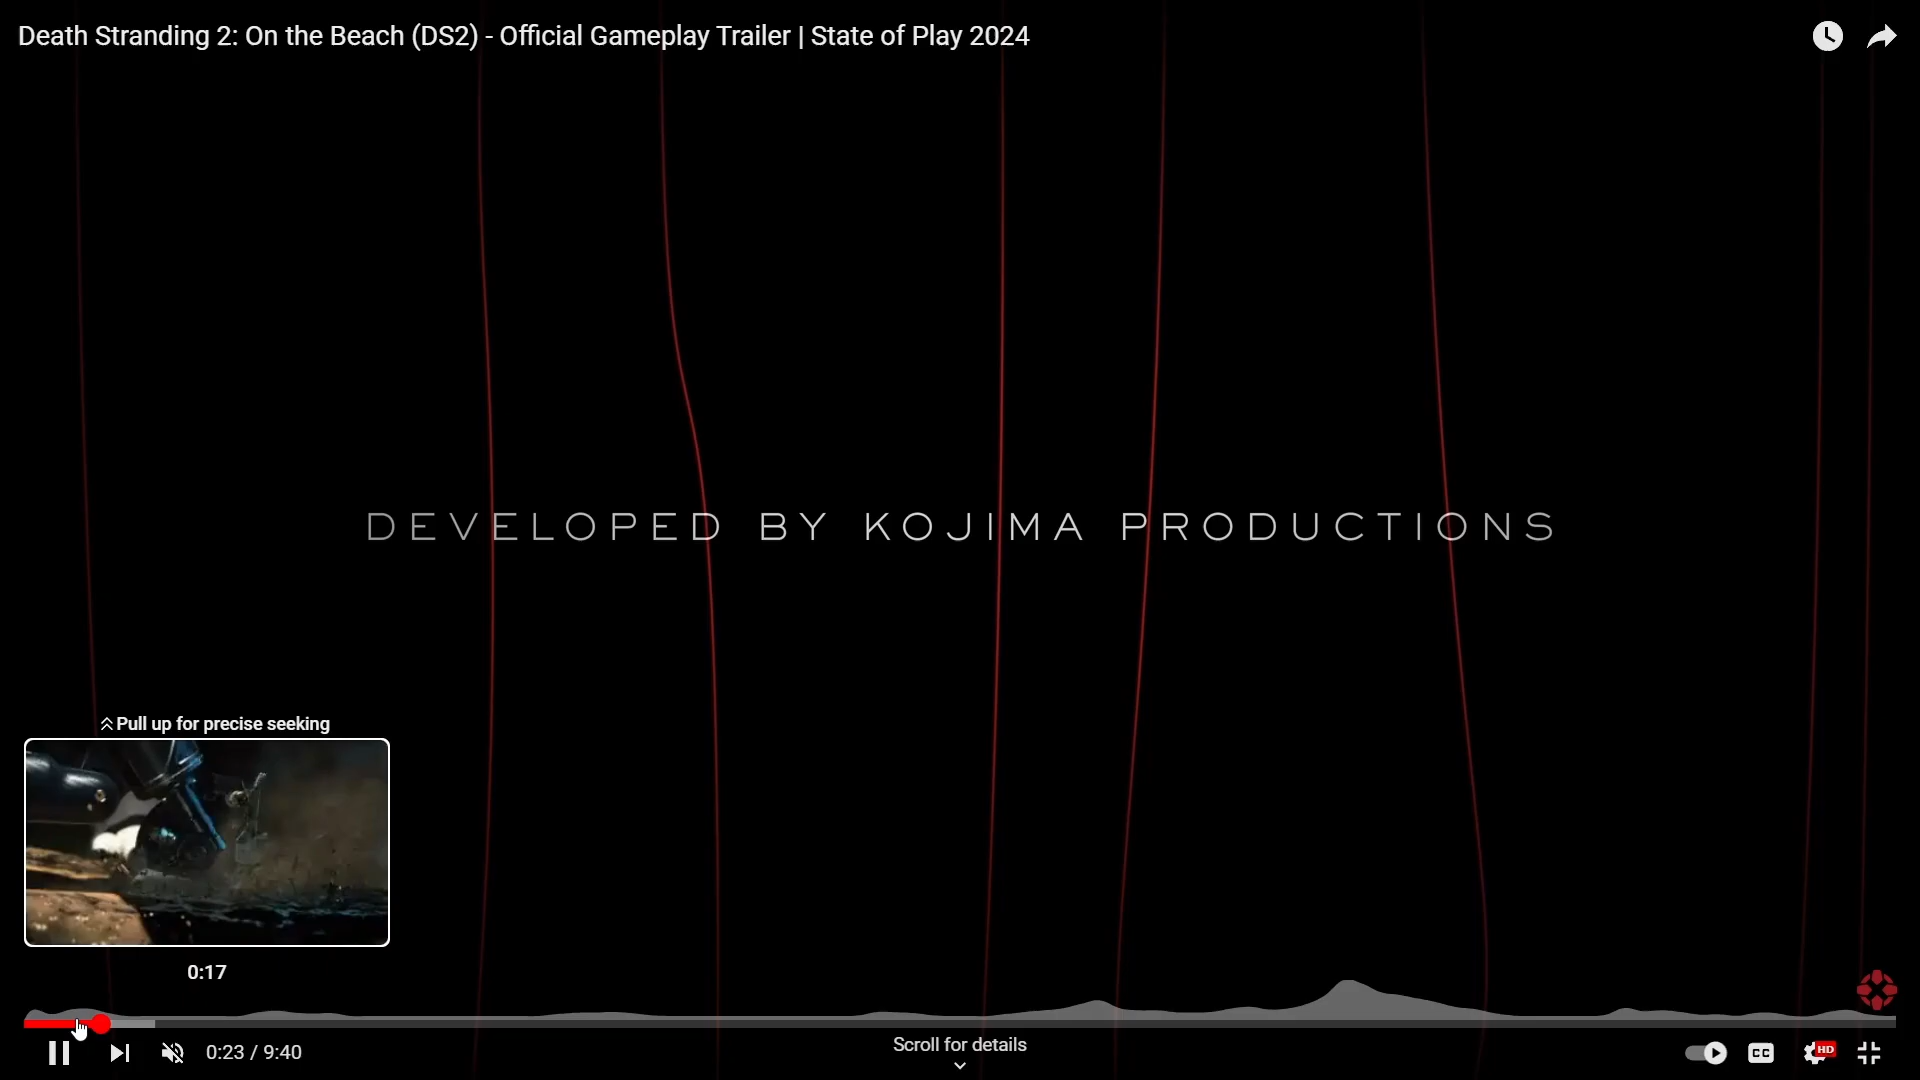 Death Stranding 2: On the Beach (DS2) - Official Gameplay Trailer | State of Play 2024
DEVELOPED BY KOJIMA PRODUCTIONS
Pull up for precise seeking
0:17
0:23 / 9:40
Scroll for details
CC
HD